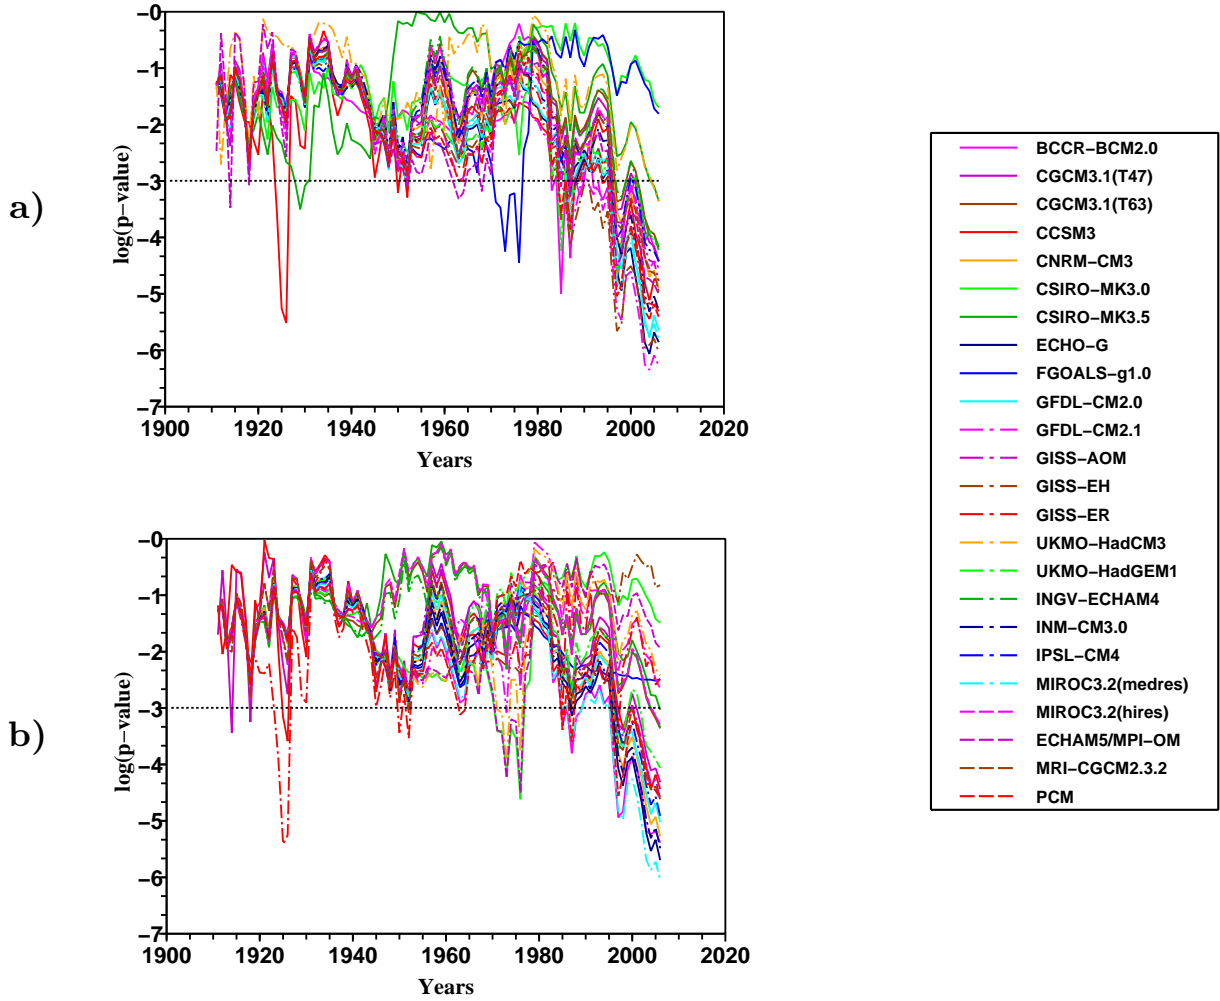 a)
log(p−value)
−0
−1
−2
−3
−4
−5
−6
−7
1900 1920 1940 1960 1980 2000 2020
Years
b)
log(p−value)
−0
−1
−2
−3
−4
−5
−6
−7
1900 1920 1940 1960 1980 2000 2020
Years
BCCR−BCM2.0
CGCM3.1(T47)
CGCM3.1(T63)
CCSM3
CNRM−CM3
CSIRO−MK3.0
CSIRO−MK3.5
ECHO−G
FGOALS−g1.0
GFDL−CM2.0
GFDL−CM2.1
GISS−AOM
GISS−EH
GISS−ER
UKMO−HadCM3
UKMO−HadGEM1
INGV−ECHAM4
INM−CM3.0
IPSL−CM4
MIROC3.2(medres)
MIROC3.2(hires)
ECHAM5/MPI−OM
MRI−CGCM2.3.2
PCM